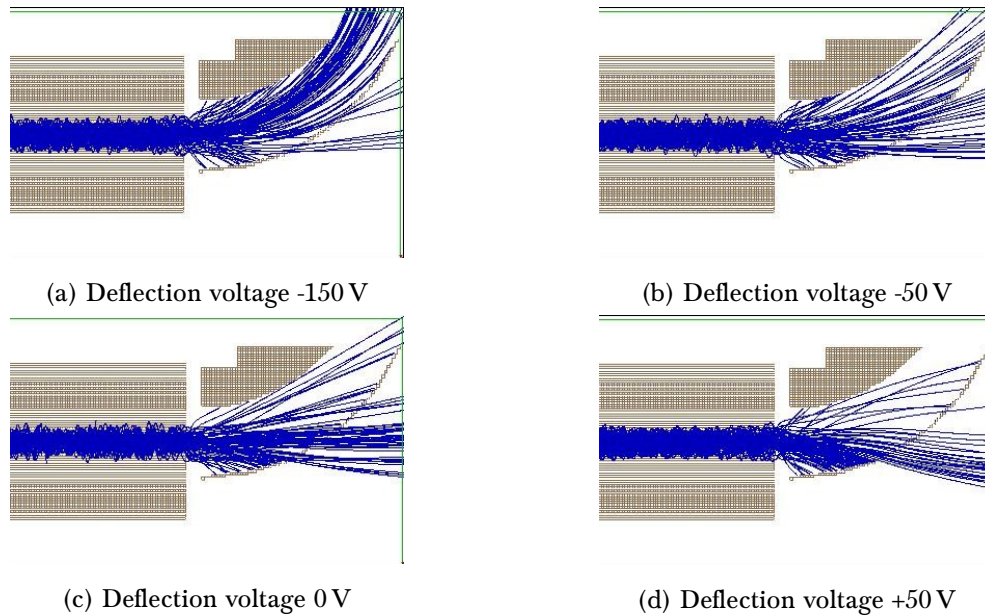 (a) Deflection voltage -150 V
(b) Deflection voltage -50 V
(c) Deflection voltage 0 V
(d) Deflection voltage +50 V